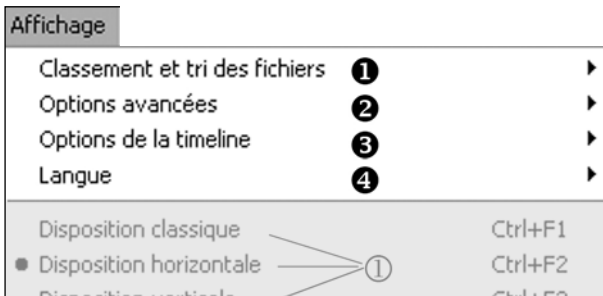 Affichage
Classement et tri des fichiers ❶
Options avancées ❷
Options de la timeline ❸
Langue ❹
Disposition classique Ctrl+F1
Disposition horizontale ① Ctrl+F2